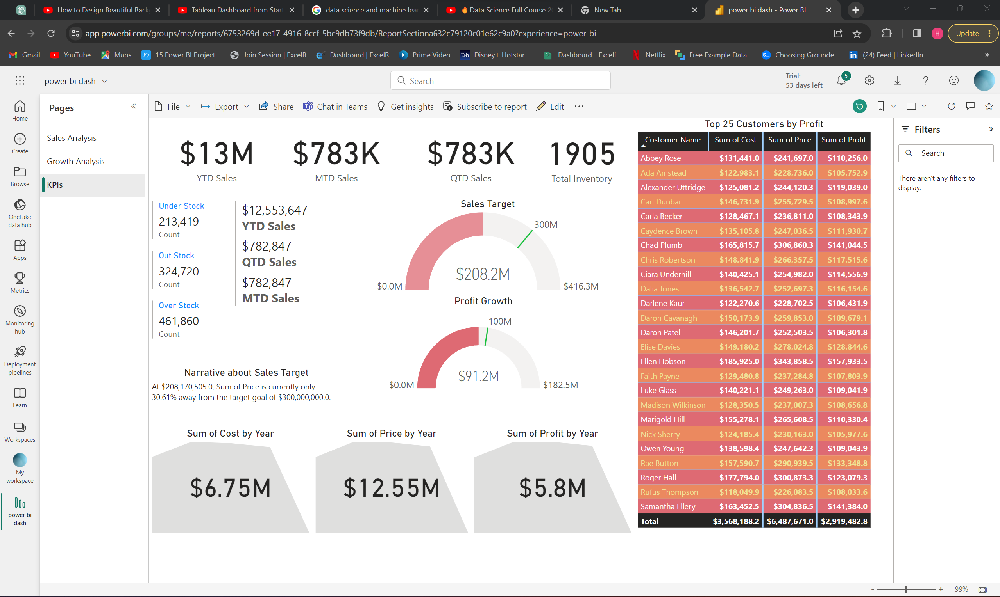 How to Design Beautiful Back
Tableau Dashboard from Start
data science and machine lear
Data Science Full Course 2
New Tab
power bi dash - Power BI
app.powerbi.com/groups/me/reports/6753269d-ee17-4916-8ccf-5bc9db73f9db/ReportSectiona632c79120c01e62c9a0?experience=power-bi
H
Update
Gmail
YouTube
Maps
Pp
15 Power BI Project...
Join Session | ExcelR
Dashboard | ExcelR
Prime Video
Disney+ Hotstar -...
Dashboard - Excelf...
Netflix
Free Example Data...
Choosing Grounde...
in
(24) Feed | LinkedIn
power bi dash
Search
Trial:
53 days left
5
Home
Create
Browse
OneLake
data hub
Apps
Metrics
Monitoring
hub
Deployment
pipelines
Learn
Workspaces
My
workspace
power bi
dash
Pages
Sales Analysis
Growth Analysis
KPIs
File
Export
Share
Chat in Teams
Get insights
Subscribe to report
Edit
$13M
YTD Sales
$783K
MTD Sales
$783K
QTD Sales
1905
Total Inventory
Under Stock
213,419
Count
Out Stock
324,720
Count
Over Stock
461,860
Count
$12,553,647
YTD Sales
$782,847
QTD Sales
$782,847
MTD Sales
Sales Target
300M
$208.2M
$0.0M
$416.3M
Profit Growth
100M
$91.2M
$0.0M
$182.5M
Narrative about Sales Target
At $208,170,505.0, Sum of Price is currently only
30.61% away from the target goal of $300,000,000.0.
Sum of Cost by Year
$6.75M
Sum of Price by Year
$12.55M
Sum of Profit by Year
$5.8M
Top 25 Customers by Profit
Customer Name Sum of Cost Sum of Price Sum of Profit
Abbey Rose $131,441.0 $241,697.0 $110,256.0
Ada Amstead $122,983.1 $228,736.0 $105,752.9
Alexander Uttridge $125,081.2 $244,120.3 $119,039.0
Carl Dunbar $146,731.9 $255,729.5 $108,997.6
Carla Becker $128,467.1 $236,811.0 $108,343.9
Caydence Brown $135,105.8 $247,036.5 $111,930.7
Chad Plumb $165,815.7 $306,860.3 $141,044.5
Chris Robertson $148,841.9 $266,357.5 $117,515.6
Ciara Underhill $140,425.1 $254,982.0 $114,556.9
Dalia Jones $136,542.7 $252,697.3 $116,154.6
Darlene Kaur $122,270.6 $228,702.5 $106,431.9
Daron Cavanagh $150,173.9 $259,853.0 $109,679.1
Daron Patel $146,201.7 $252,503.5 $106,301.8
Elise Davies $149,180.2 $278,024.8 $128,844.6
Ellen Hobson $185,925.0 $343,858.5 $157,933.5
Faith Payne $129,480.8 $237,284.8 $107,803.9
Luke Glass $140,221.1 $249,263.0 $109,041.9
Madison Wilkinson $128,350.5 $237,007.3 $108,656.8
Marigold Hill $155,278.1 $265,608.5 $110,330.4
Nick Sherry $124,185.4 $230,163.0 $105,977.6
Owen Young $138,598.4 $247,642.3 $109,043.9
Rae Button $157,590.7 $290,939.5 $133,348.8
Roger Hall $177,794.0 $300,873.3 $123,079.3
Rufus Thompson $118,049.9 $226,083.5 $108,033.6
Samantha Ellery $163,452.5 $304,836.5 $141,384.0
Total $3,568,188.2 $6,487,671.0 $2,919,482.8
Filters
Search
There aren't any filters to
display.
- + 99%